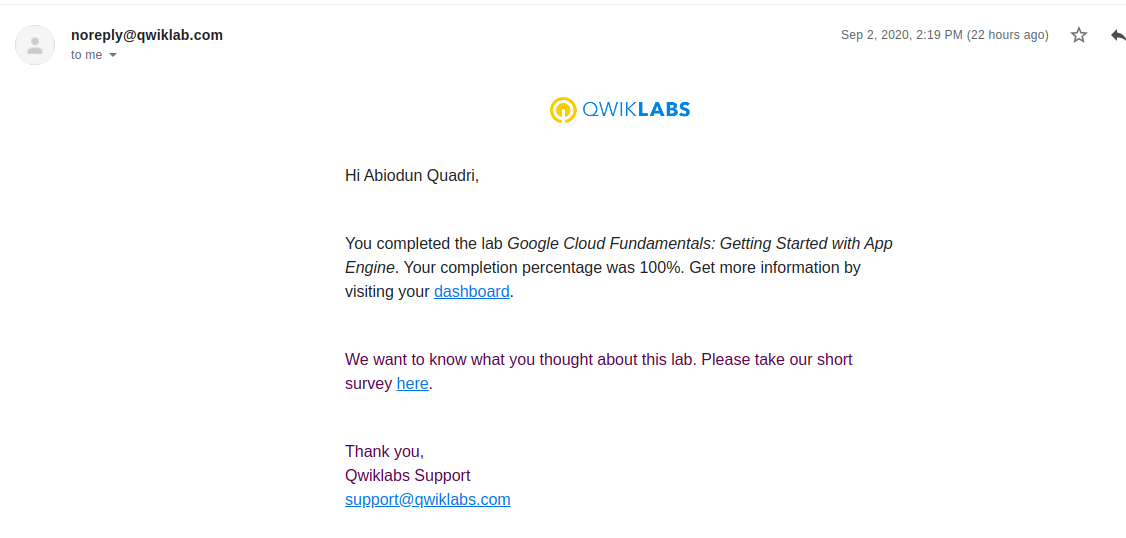 noreply@qwiklab.com
Sep 2, 2020, 2:19 PM (22 hours ago)
to me
QWIKLABS
Hi Abiodun Quadri,
You completed the lab Google Cloud Fundamentals: Getting Started with App
Engine. Your completion percentage was 100%. Get more information by
visiting your dashboard.
We want to know what you thought about this lab. Please take our short
survey here.
Thank you,
Qwiklabs Support
support@qwiklabs.com